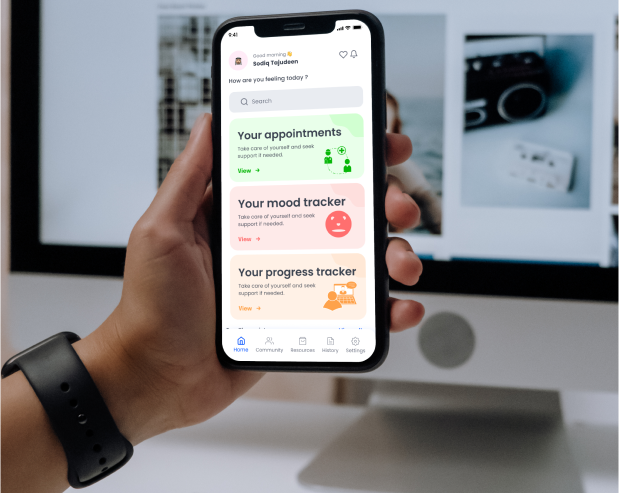 9:41
Good morning 👋
Sodiq Tejudeen
How are you feeling today ?
Search
Your appointments
Take care of yourself and seek
support if needed.
View →
Your mood tracker
Take care of yourself and seek
support if needed.
View →
Your progress tracker
Take care of yourself and seek
support if needed.
View →
Home Community Resources History Settings